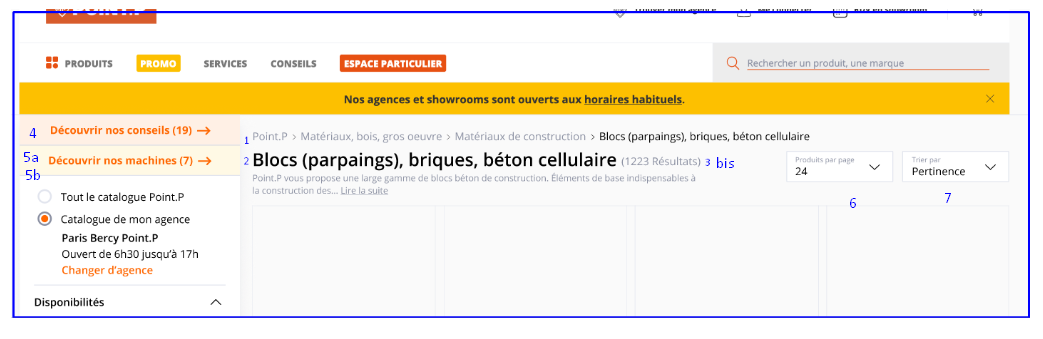 PRODUITS PROMO SERVICES CONSEILS ESPACE PARTICULIER Rechercher un produit, une marque
Nos agences et showrooms sont ouverts aux horaires habituels. ×
4 Découvrir nos conseils (19) →
5a Découvrir nos machines (7) →
5b
Tout le catalogue Point.P
Catalogue de mon agence
Paris Bercy Point.P
Ouvert de 6h30 jusqu'à 17h
Changer d'agence
Disponibilités
1 Point.P > Matériaux, bois, gros oeuvre > Matériaux de construction > Blocs (parpaings), briques, béton cellulaire
2 Blocs (parpaings), briques, béton cellulaire (1223 Résultats) 3 bis
Point.P vous propose une large gamme de blocs béton de construction. Éléments de base indispensables à
la construction des... Lire la suite
Produits par page
24
6
Trier par
Pertinence
7